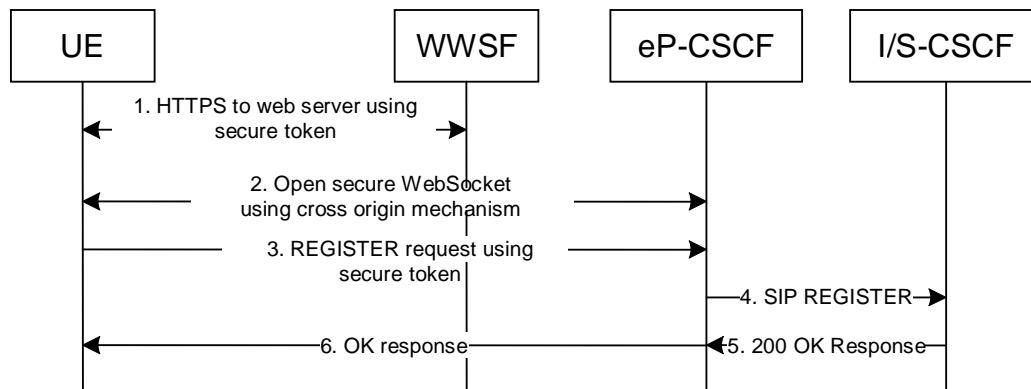 UE
WWSF
eP-CSCF
I/S-CSCF
1. HTTPS to web server using
secure token
2. Open secure WebSocket
using cross origin mechanism
3. REGISTER request using
secure token
4. SIP REGISTER
6. OK response
5. 200 OK Response